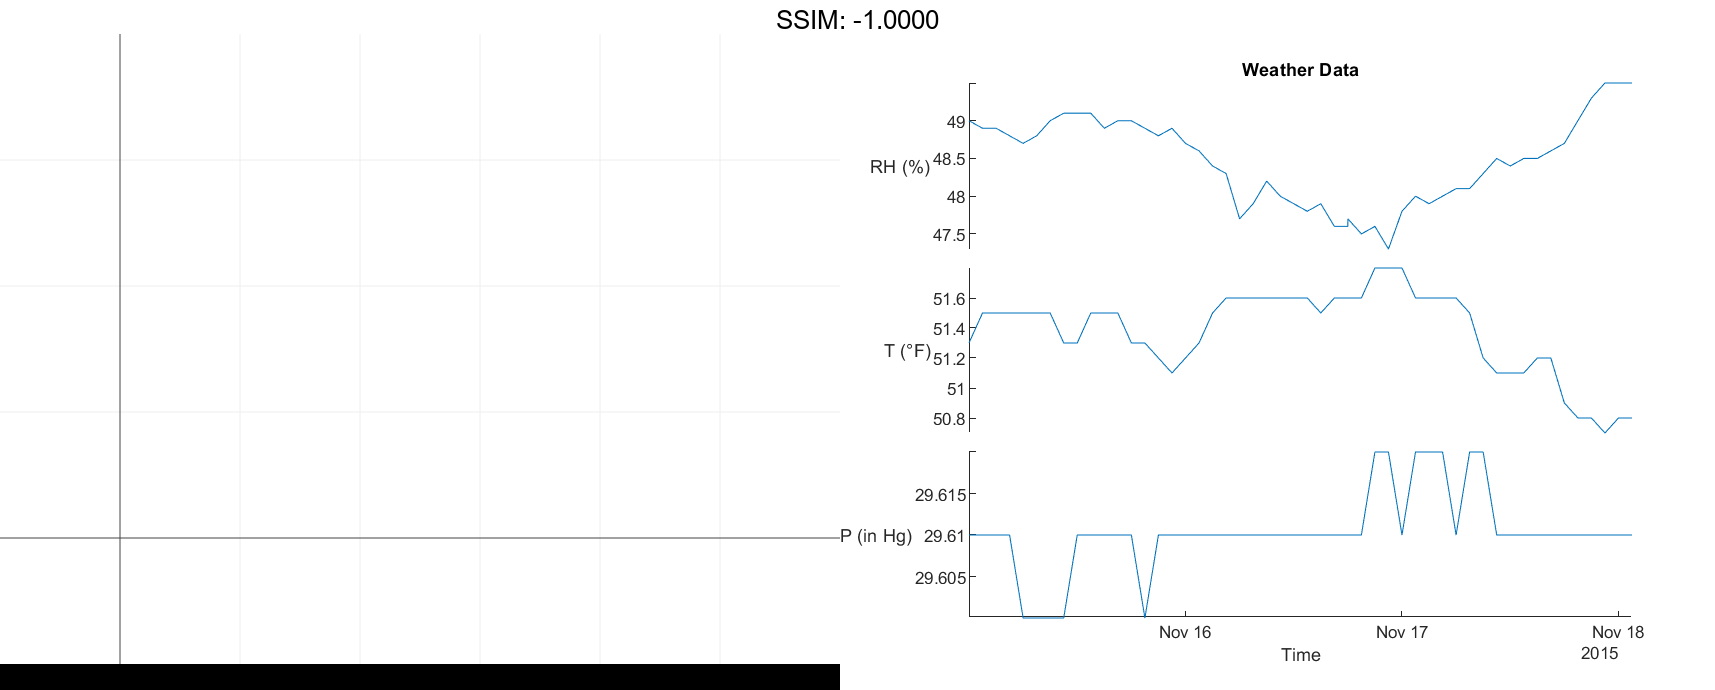 SSIM: -1.0000
Weather Data
49
48.5
RH (%)
48
47.5
51.6
51.4
T (°F)
51.2
51
50.8
29.615
P (in Hg)
29.61
29.605
Nov 16
Nov 17
Nov 18
Time
2015